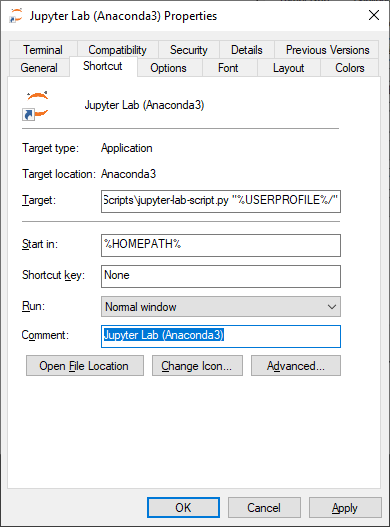 Jupyter Lab (Anaconda3) Properties
Terminal Compatibility Security Details Previous Versions
General Shortcut Options Font Layout Colors
Jupyter Lab (Anaconda3)
Target type: Application
Target location: Anaconda3
Target: Scripts\jupyter-lab-script.py "%USERPROFILE%/"
Start in: %HOMEPATH%
Shortcut key: None
Run: Normal window
Comment: Jupyter Lab (Anaconda3)
Open File Location Change Icon... Advanced...
OK Cancel Apply